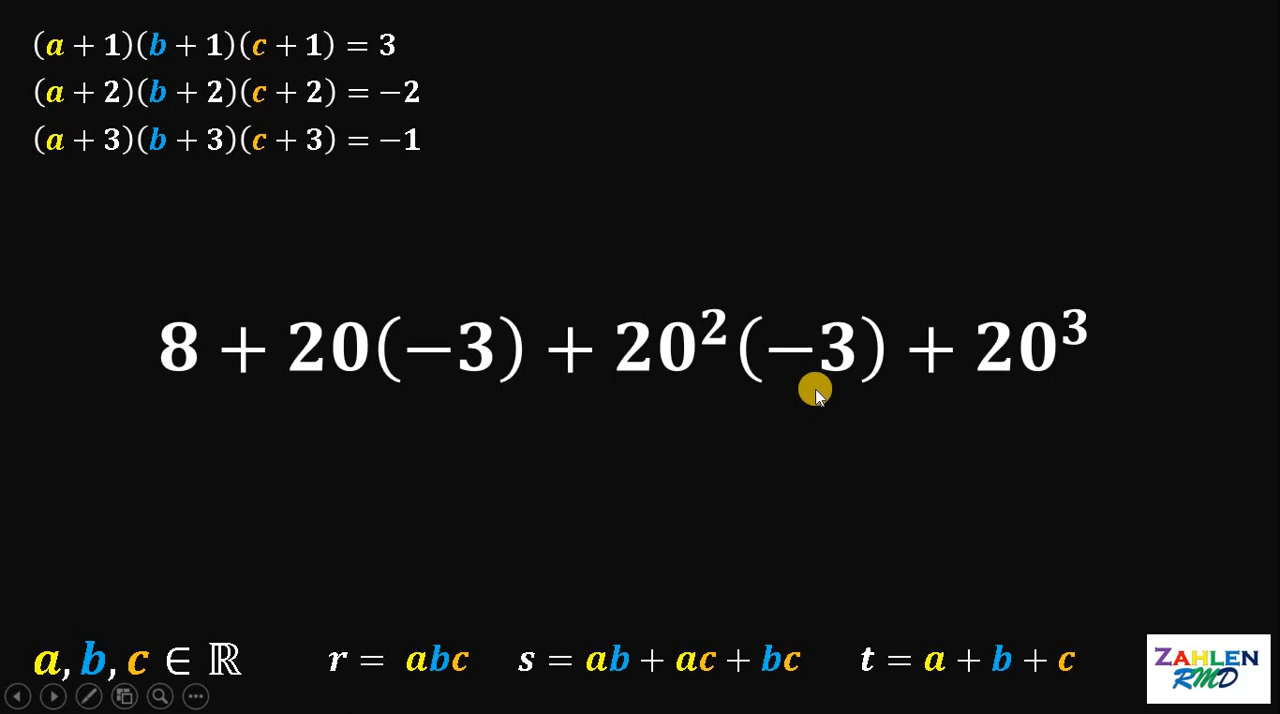 (a + 1)(b + 1)(c + 1) = 3
(a + 2)(b + 2)(c + 2) = −2
(a + 3)(b + 3)(c + 3) = −1
8 + 20(−3) + 20²(−3) + 20³
a, b, c ∈ ℝ r = abc s = ab + ac + bc t = a + b + c
ZAHLEN
RMD